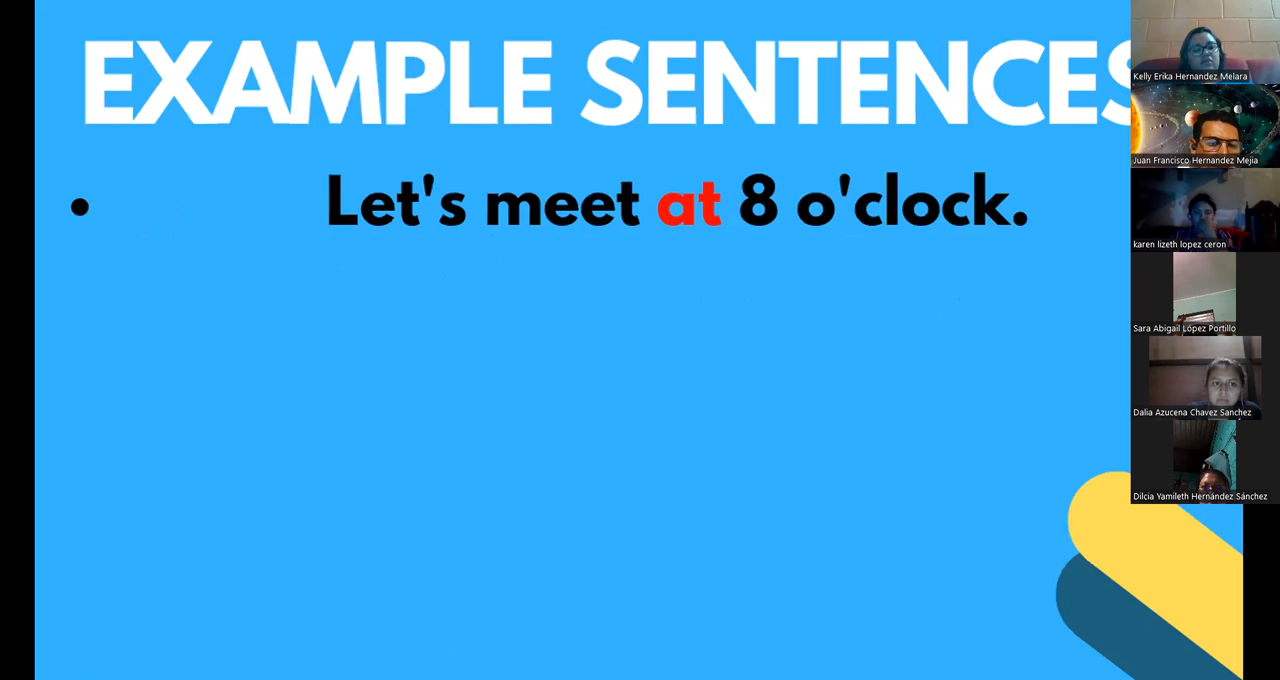 EXAMPLE SENTENCES
• Let's meet at 8 o'clock.
Kelly Erika Hernandez Melara
Juan Francisco Hernandez Mejia
karen lizeth lopez ceron
Sara Abigail López Portillo
Dalia Azucena Chavez Sanchez
Dilcia Yamileth Hernández Sánchez